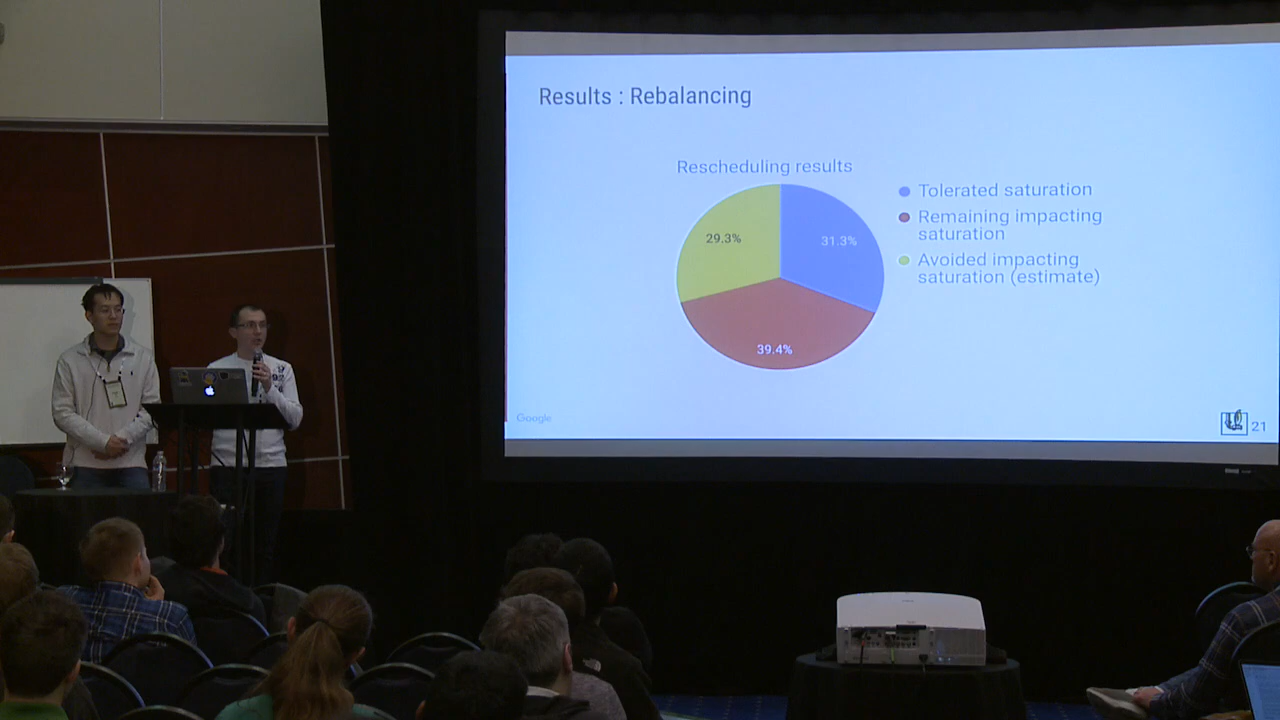 Results : Rebalancing
Rescheduling results
Tolerated saturation
Remaining impacting
saturation
Avoided impacting
saturation (estimate)
29.3%
31.3%
39.4%
Google
21